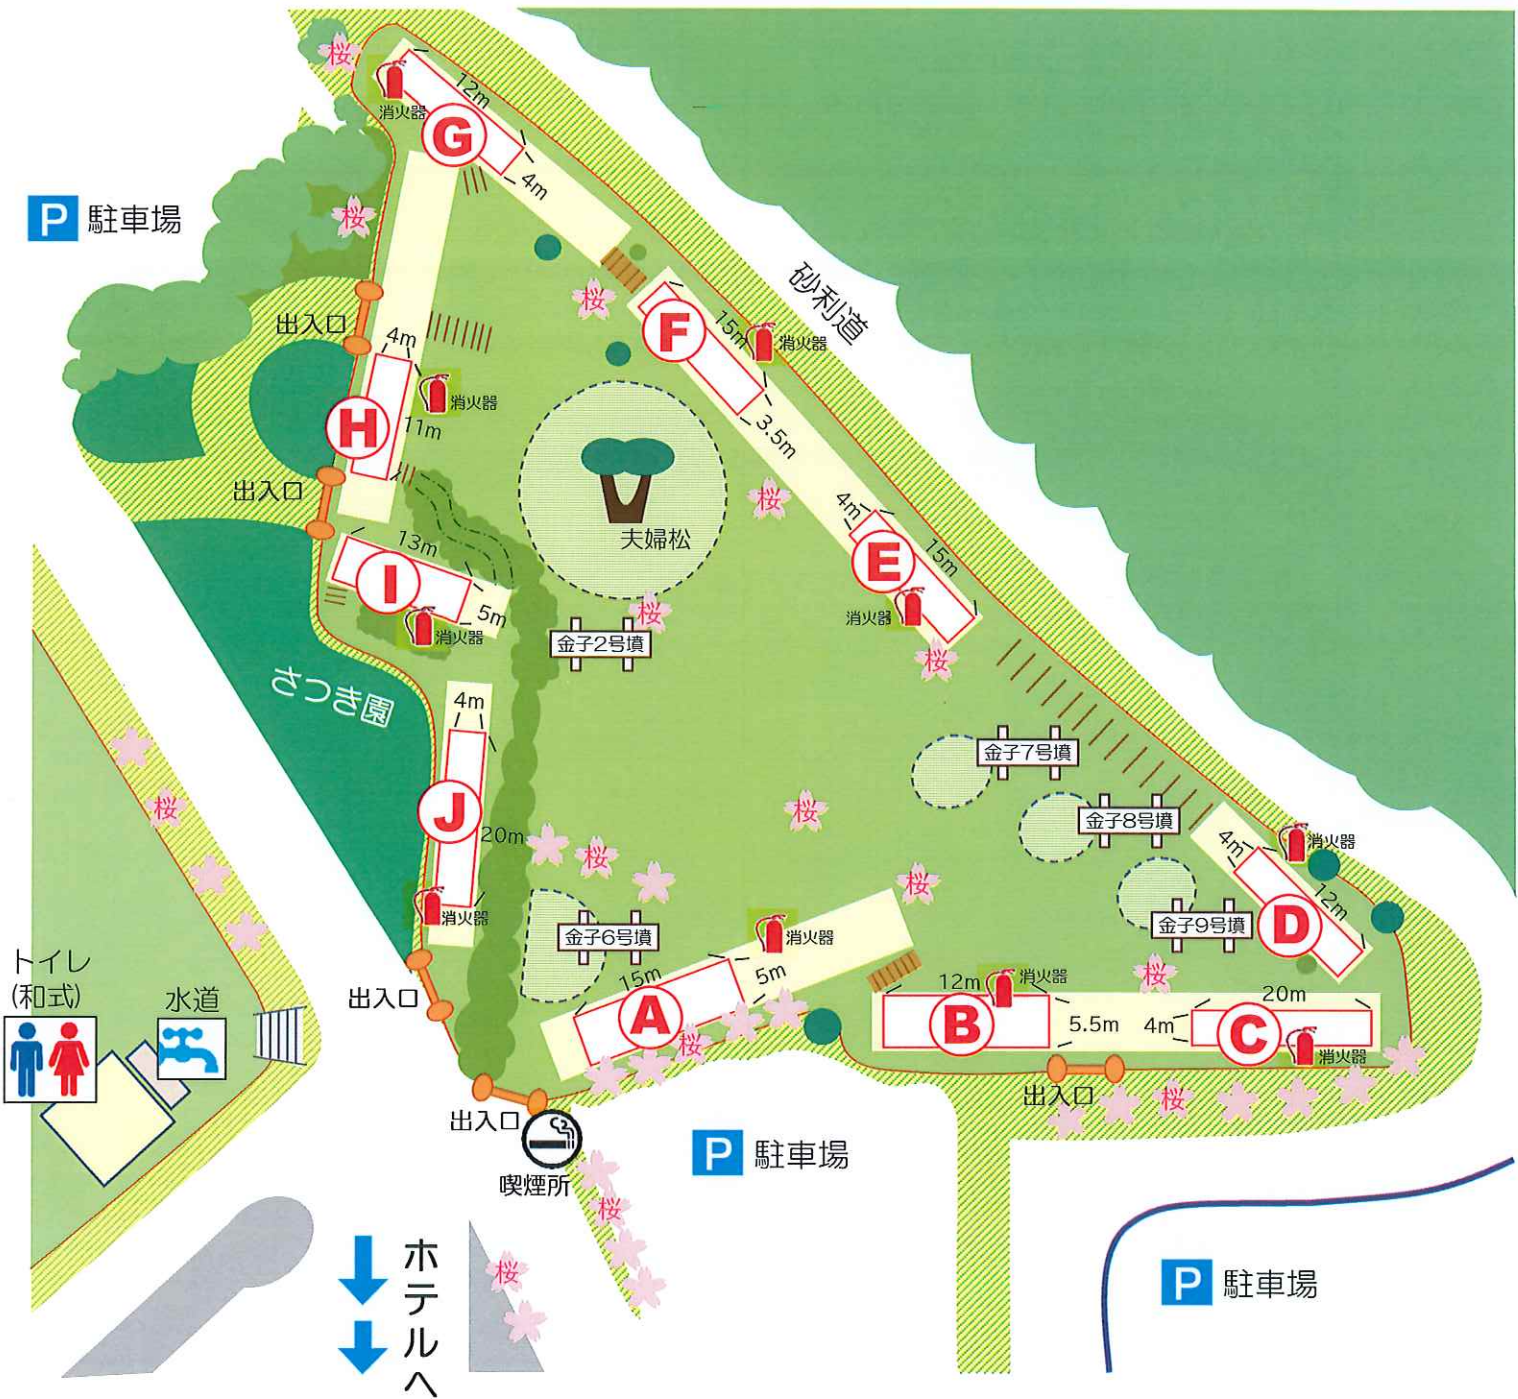 桜
12m
消火器
G
4m
P 駐車場
桜
砂利道
桜
出入口
4m
F
15m
消火器
消火器
H
11m
3.5m
出入口
桜
4m
夫婦松
13m
I
E
15m
消火器
5m
消火器
桜
金子2号墳
桜
さつき園
4m
桜
金子7号墳
J
20m
桜
金子8号墳
4m
消火器
桜
桜
12m
消火器
金子6号墳
消火器
金子9号墳
D
トイレ
(和式)
水道
出入口
15m
5m
A
桜
12m
消火器
B
5.5m
4m
桜
20m
C
消火器
出入口
出入口
桜
喫煙所
P 駐車場
桜
桜
ホテルへ
P 駐車場